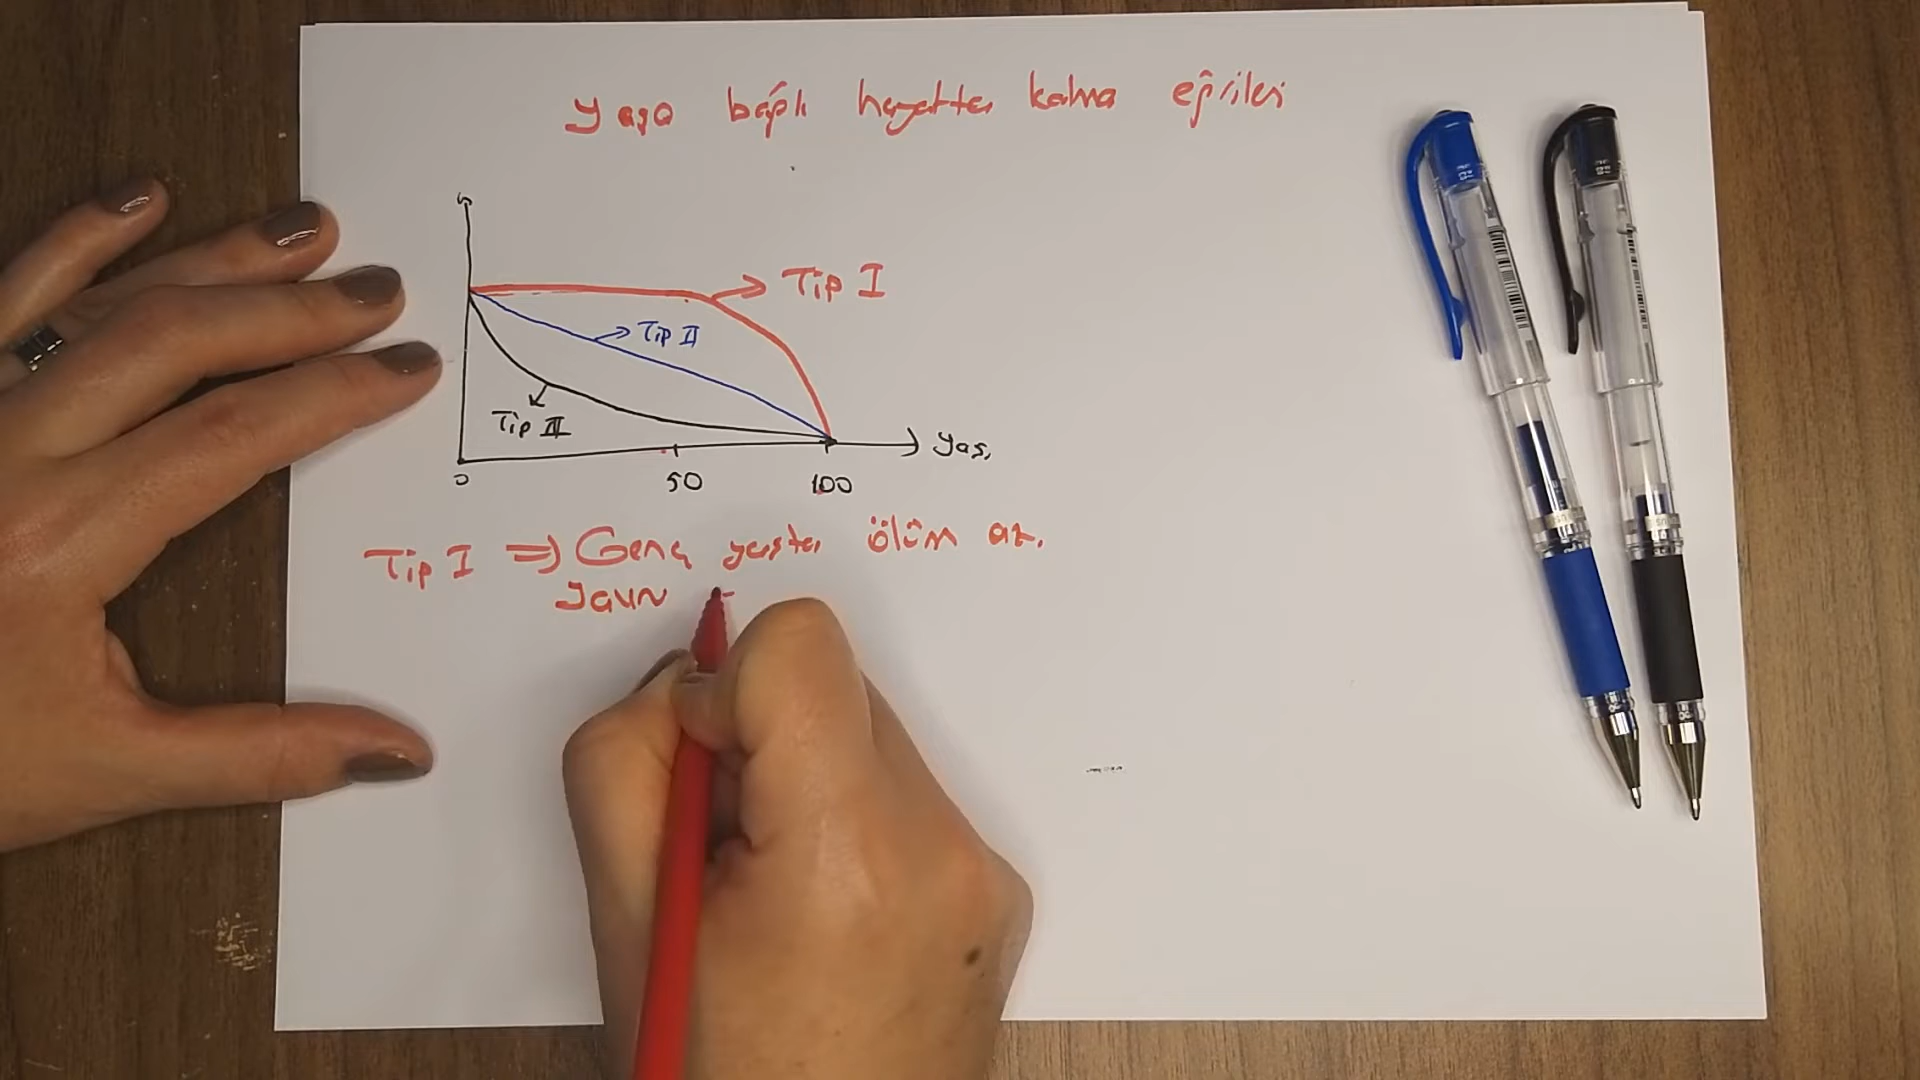 Yaşa bağlı hayatta kalma eğrileri
Tip I
Tip II
Tip III
Yaş
0 50 100
Tip I ⇒ Genç yaşta ölüm az.
Yavru